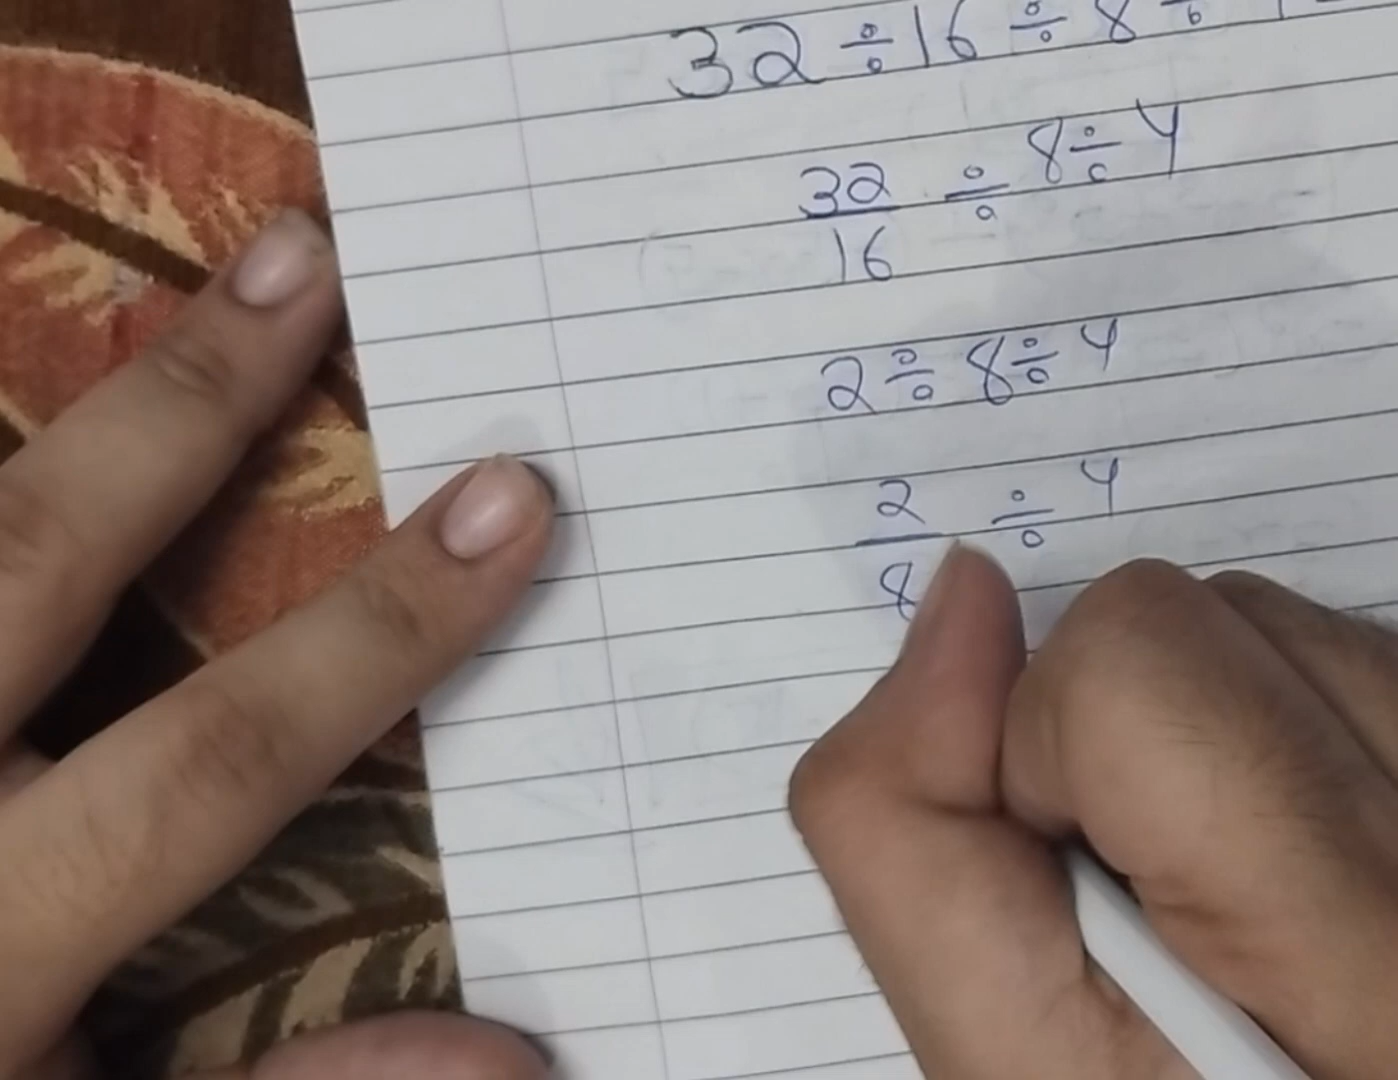 32 ÷ 16 ÷ 8 ÷
32/16 ÷ 8 ÷ 4
2 ÷ 8 ÷ 4
2/8 ÷ 4